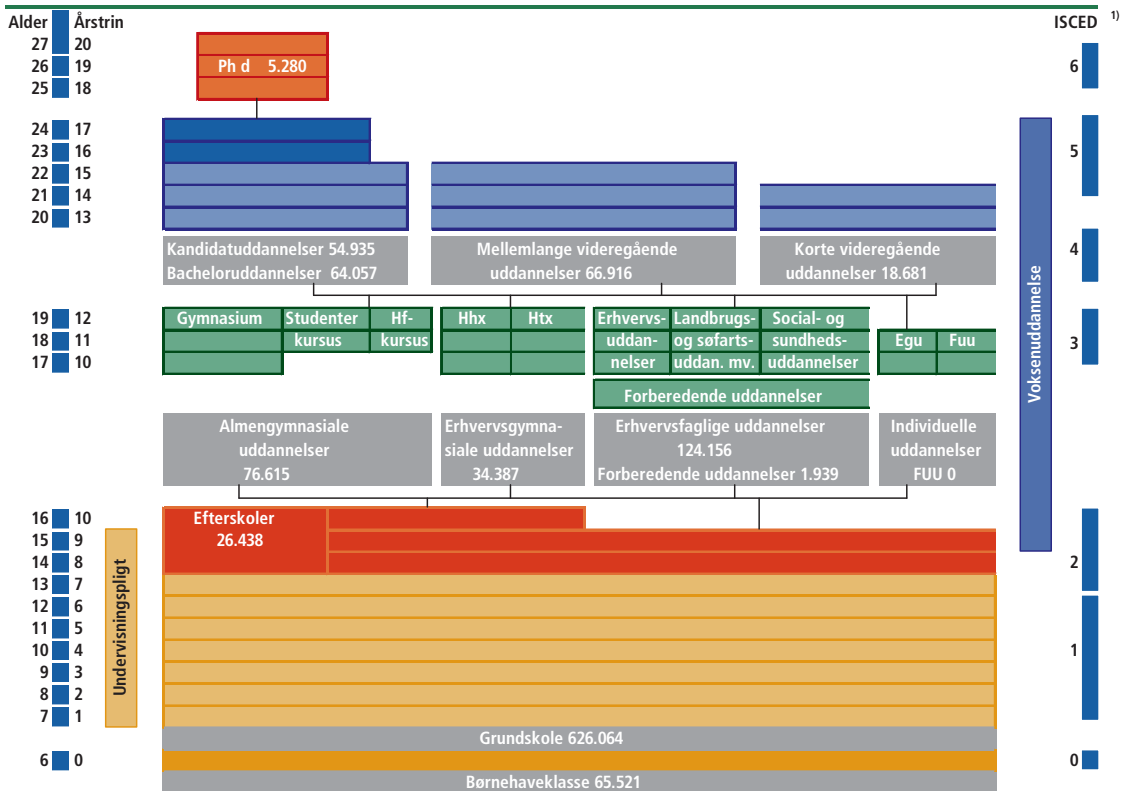 Alder Årstrin ISCED 1)
27 20
26 19 Ph d 5.280 6
25 18
24 17
23 16 5
22 15
21 14
20 13
Kandidatuddannelser 54.935
Bacheloruddannelser 64.057
Mellemlange videregående
uddannelser 66.916
Korte videregående
uddannelser 18.681
4
19 12
18 11
17 10
Gymnasium
Studenter
kursus
Hf-
kursus
Hhx
Htx
Erhvervs-
uddan-
nelser
Landbrugs-
og søfarts-
uddan. mv.
Social- og
sundheds-
uddannelser
Egu
Fuu
3
Forberedende uddannelser
Almengymnasiale
uddannelser
76.615
Erhvervsgymna-
siale uddannelser
34.387
Erhvervsfaglige uddannelser
124.156
Forberedende uddannelser 1.939
Individuelle
uddannelser
FUU 0
Voksenuddannelse
16 10
15 9
14 8
13 7
12 6
11 5
10 4
9 3
8 2
7 1
Efterskoler
26.438
2
1
Undervisningspligt
Grundskole 626.064
6 0 0
Børnehaveklasse 65.521